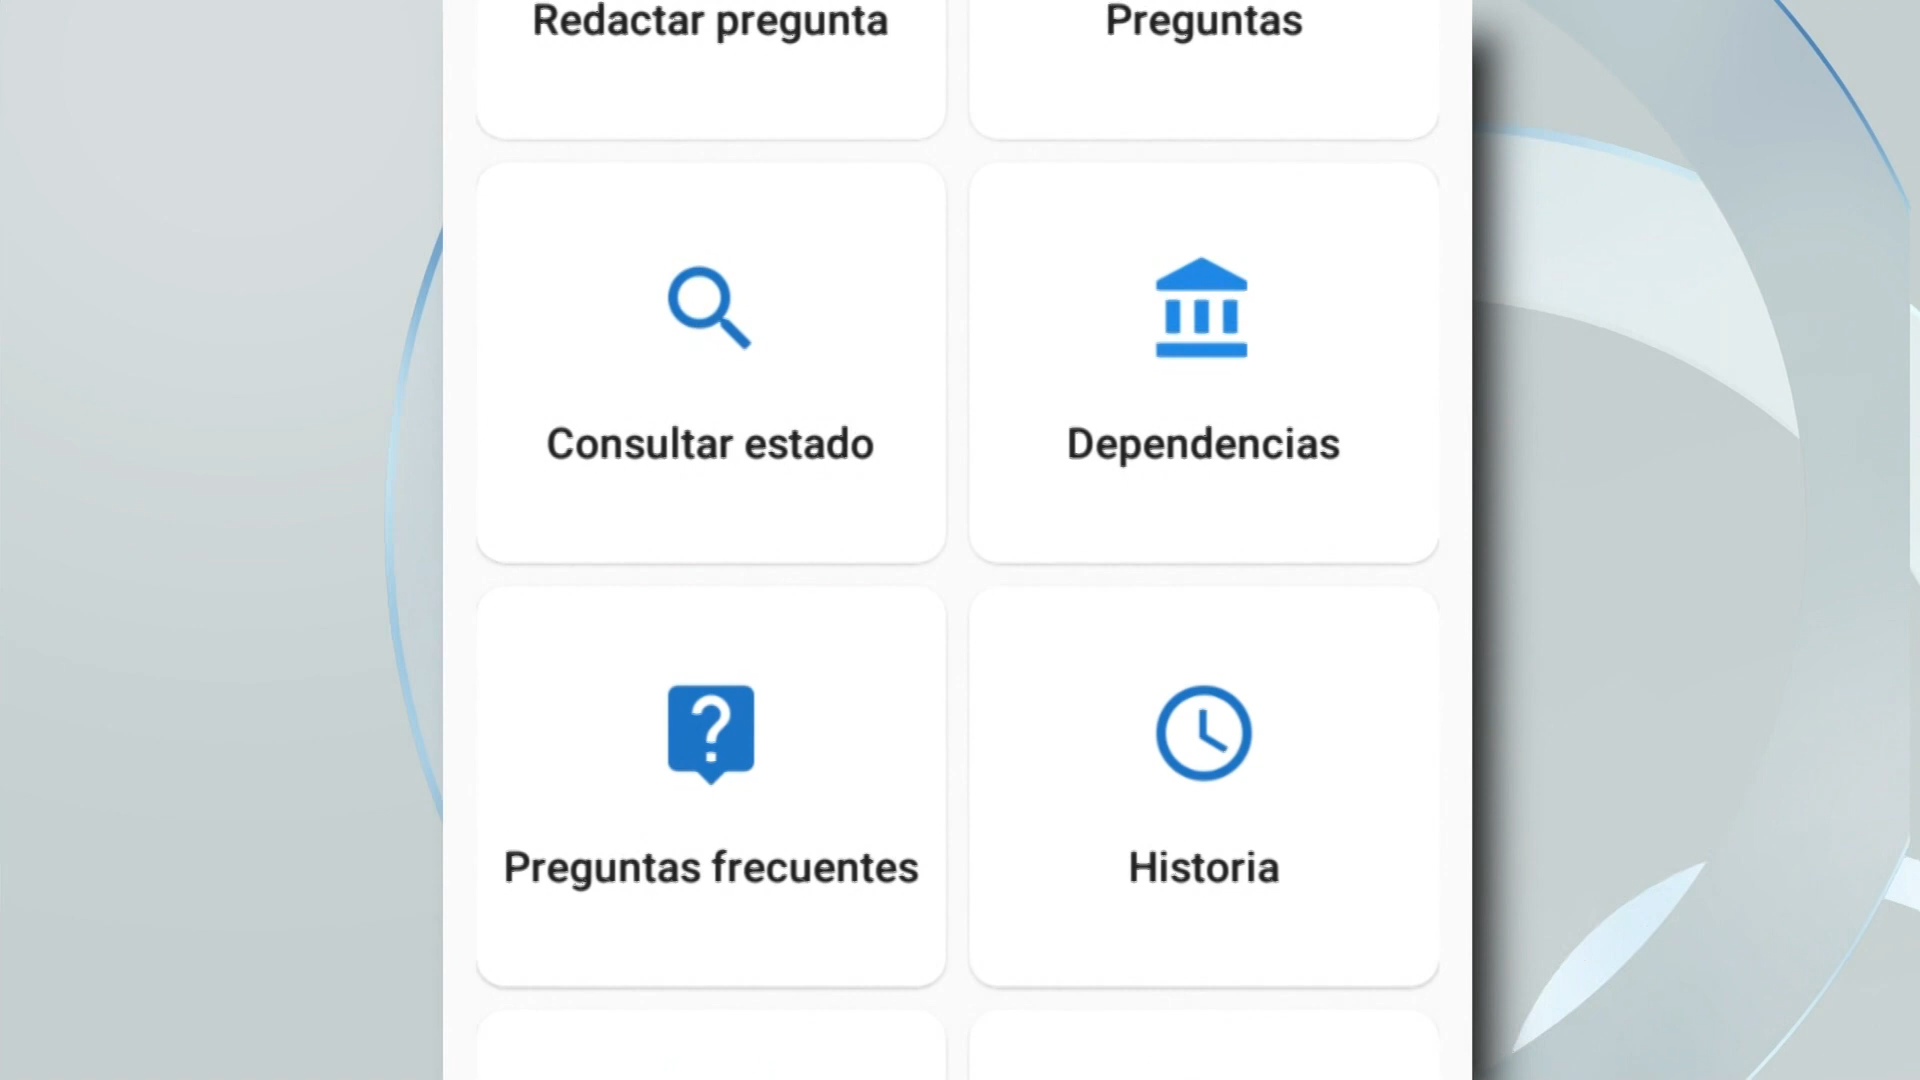 Redactar pregunta
Preguntas
Consultar estado
Dependencias
Preguntas frecuentes
Historia